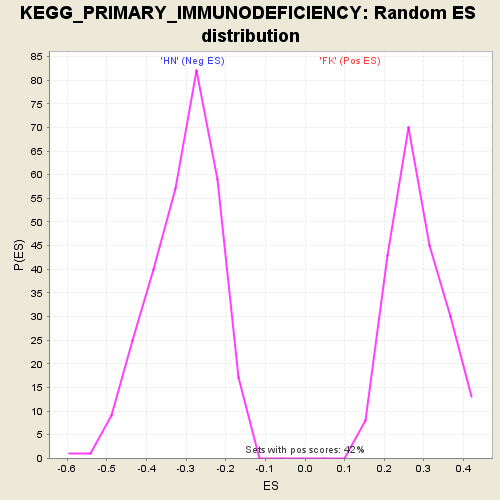 KEGG_PRIMARY_IMMUNODEFICIENCY: Random ES
distribution
'HN' (Neg ES) 'FK' (Pos ES)
85
80
75
70
65
60
55
50
45
40
35
30
25
20
15
10
5
0
P(ES)
Sets with pos scores: 42%
-0.6 -0.5 -0.4 -0.3 -0.2 -0.1 0.0 0.1 0.2 0.3 0.4
ES